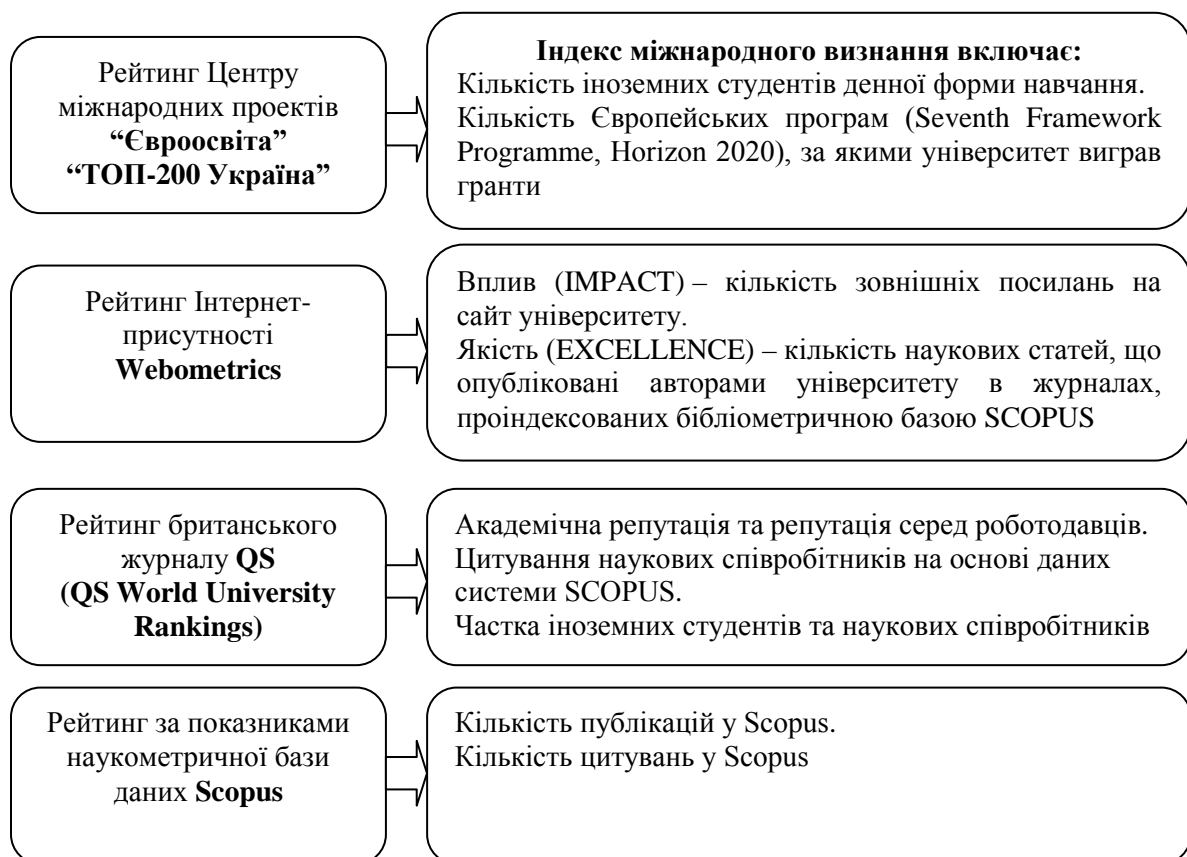 Рейтинг Центру
міжнародних проектів
“Євроосвіта”
“ТОП-200 Україна”
Індекс міжнародного визнання включає:
Кількість іноземних студентів денної форми навчання.
Кількість Європейських програм (Seventh Framework
Programme, Horizon 2020), за якими університет виграв
гранти
Рейтинг Інтернет-
присутності
Webometrics
Вплив (IMPACT) – кількість зовнішніх посилань на
сайт університету.
Якість (EXCELLENCE) – кількість наукових статей, що
опубліковані авторами університету в журналах,
проіндексованих бібліометричною базою SCOPUS
Рейтинг британського
журналу QS
(QS World University
Rankings)
Академічна репутація та репутація серед роботодавців.
Цитування наукових співробітників на основі даних
системи SCOPUS.
Частка іноземних студентів та наукових співробітників
Рейтинг за показниками
наукометричної бази
даних Scopus
Кількість публікацій у Scopus.
Кількість цитувань у Scopus